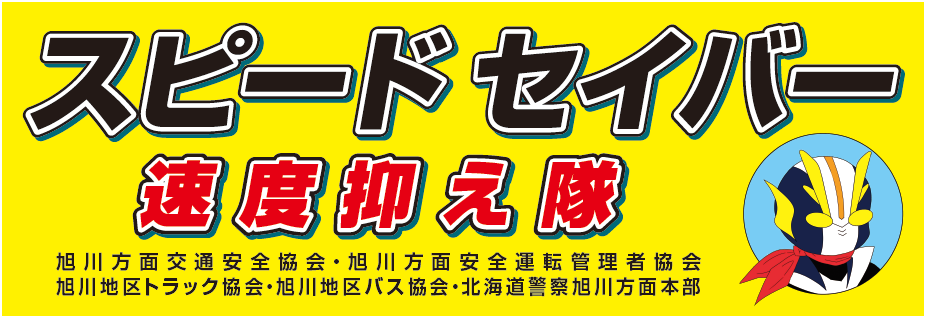 スピード セイバー
速度抑え隊
旭川方面交通安全協会・旭川方面安全運転管理者協会
旭川地区トラック協会・旭川地区バス協会・北海道警察旭川方面本部